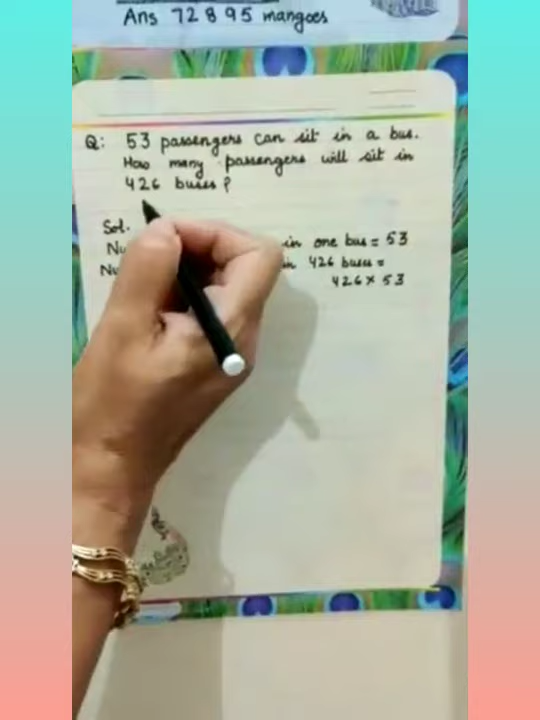 Ans 72895 mangoes
Q: 53 passengers can sit in a bus.
How many passengers will sit in
426 buses?
Sol.
in one bus = 53
in 426 buses =
426 × 53